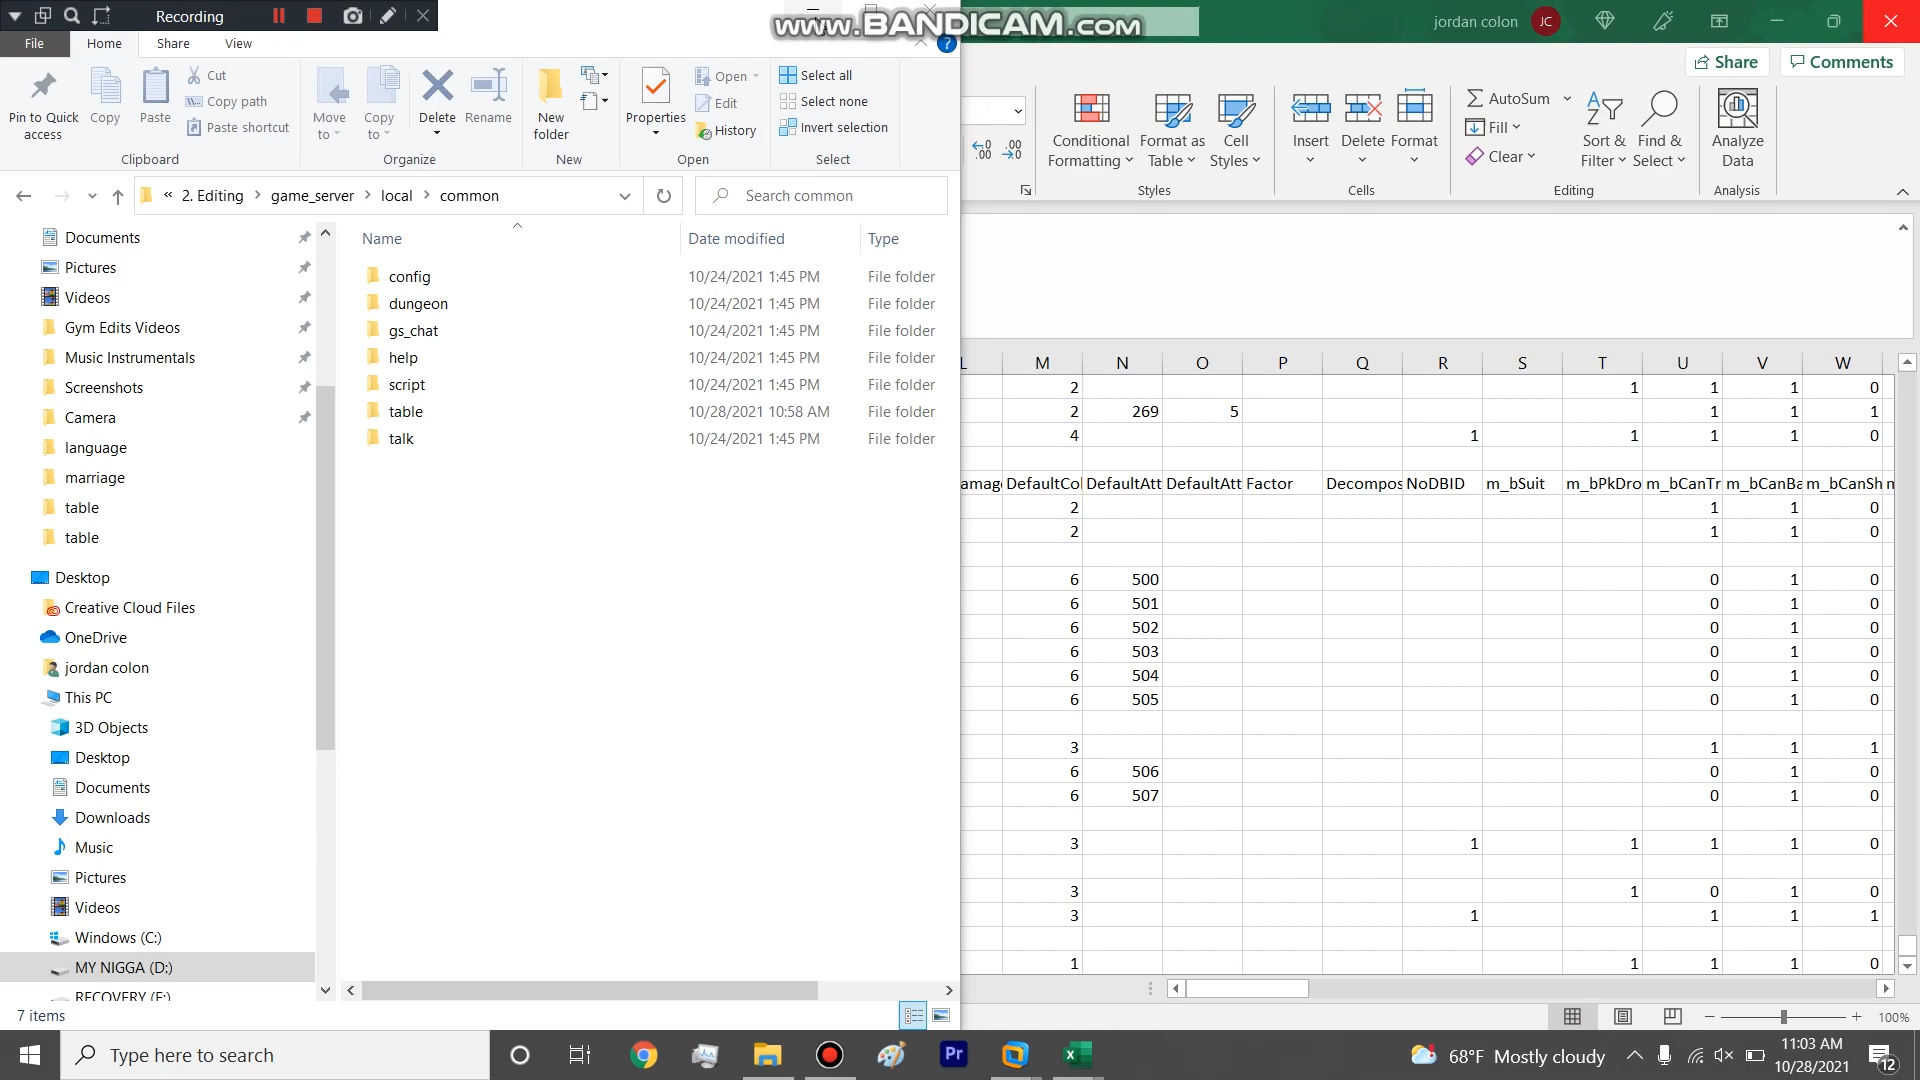 Recording
www.BANDICAM.com
jordan colon
JC
File
Home
Share
View
Share
Comments
Pin to Quick access
Copy
Paste
Cut
Copy path
Paste shortcut
Clipboard
Move to
Copy to
Delete
Rename
Organize
New folder
New
Properties
Open
Edit
History
Open
Select all
Select none
Invert selection
Select
Conditional Formatting
Format as Table
Cell Styles
Styles
Insert
Delete
Format
Cells
AutoSum
Fill
Clear
Sort & Filter
Find & Select
Editing
Analyze Data
Analysis
« 2. Editing > game_server > local > common
Search common
Name
Date modified
Type
config 10/24/2021 1:45 PM File folder
dungeon 10/24/2021 1:45 PM File folder
gs_chat 10/24/2021 1:45 PM File folder
help 10/24/2021 1:45 PM File folder
script 10/24/2021 1:45 PM File folder
table 10/28/2021 10:58 AM File folder
talk 10/24/2021 1:45 PM File folder
Documents
Pictures
Videos
Gym Edits Videos
Music Instrumentals
Screenshots
Camera
language
marriage
table
table
Desktop
Creative Cloud Files
OneDrive
jordan colon
This PC
3D Objects
Desktop
Documents
Downloads
Music
Pictures
Videos
Windows (C:)
MY NIGGA (D:)
RECOVERY (E:)
7 items
L M N O P Q R S T U V W
2 1 1 1 0
2 269 5 1 1 1
4 1 1 1 1 0
amag DefaultCol DefaultAtt DefaultAtt Factor Decompos NoDBID m_bSuit m_bPkDro m_bCanTr m_bCanBa m_bCanSh
2 1 1 0
2 1 1 0
6 500 0 1 0
6 501 0 1 0
6 502 0 1 0
6 503 0 1 0
6 504 0 1 0
6 505 0 1 0
3 1 1 1
6 506 0 1 0
6 507 0 1 0
3 1 1 1 1 0
3 1 0 1 0
3 1 1 1 1
1 1 1 1 0
100%
Type here to search
Pr
68°F Mostly cloudy
11:03 AM
10/28/2021
12